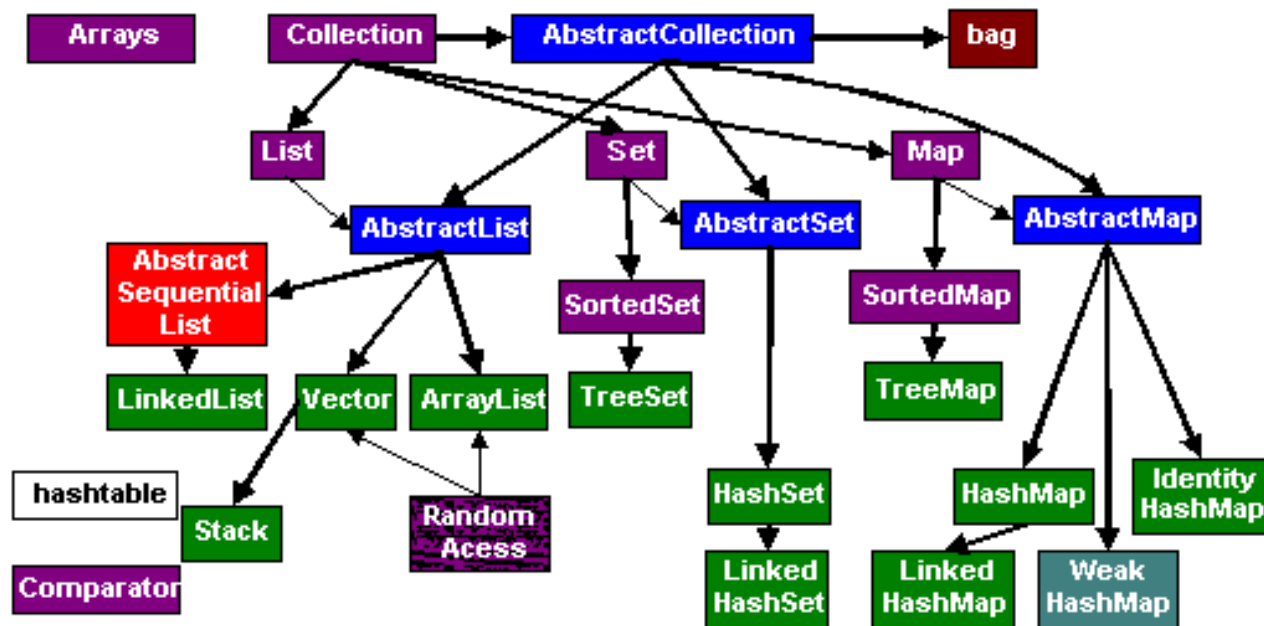 Arrays
Collection
AbstractCollection
bag
List
Set
Map
AbstractList
AbstractSet
AbstractMap
Abstract
Sequential
List
SortedSet
SortedMap
LinkedList
Vector
ArrayList
TreeSet
TreeMap
hashtable
Stack
Random
Acess
HashSet
HashMap
Identity
HashMap
Comparator
Linked
HashSet
Linked
HashMap
Weak
HashMap